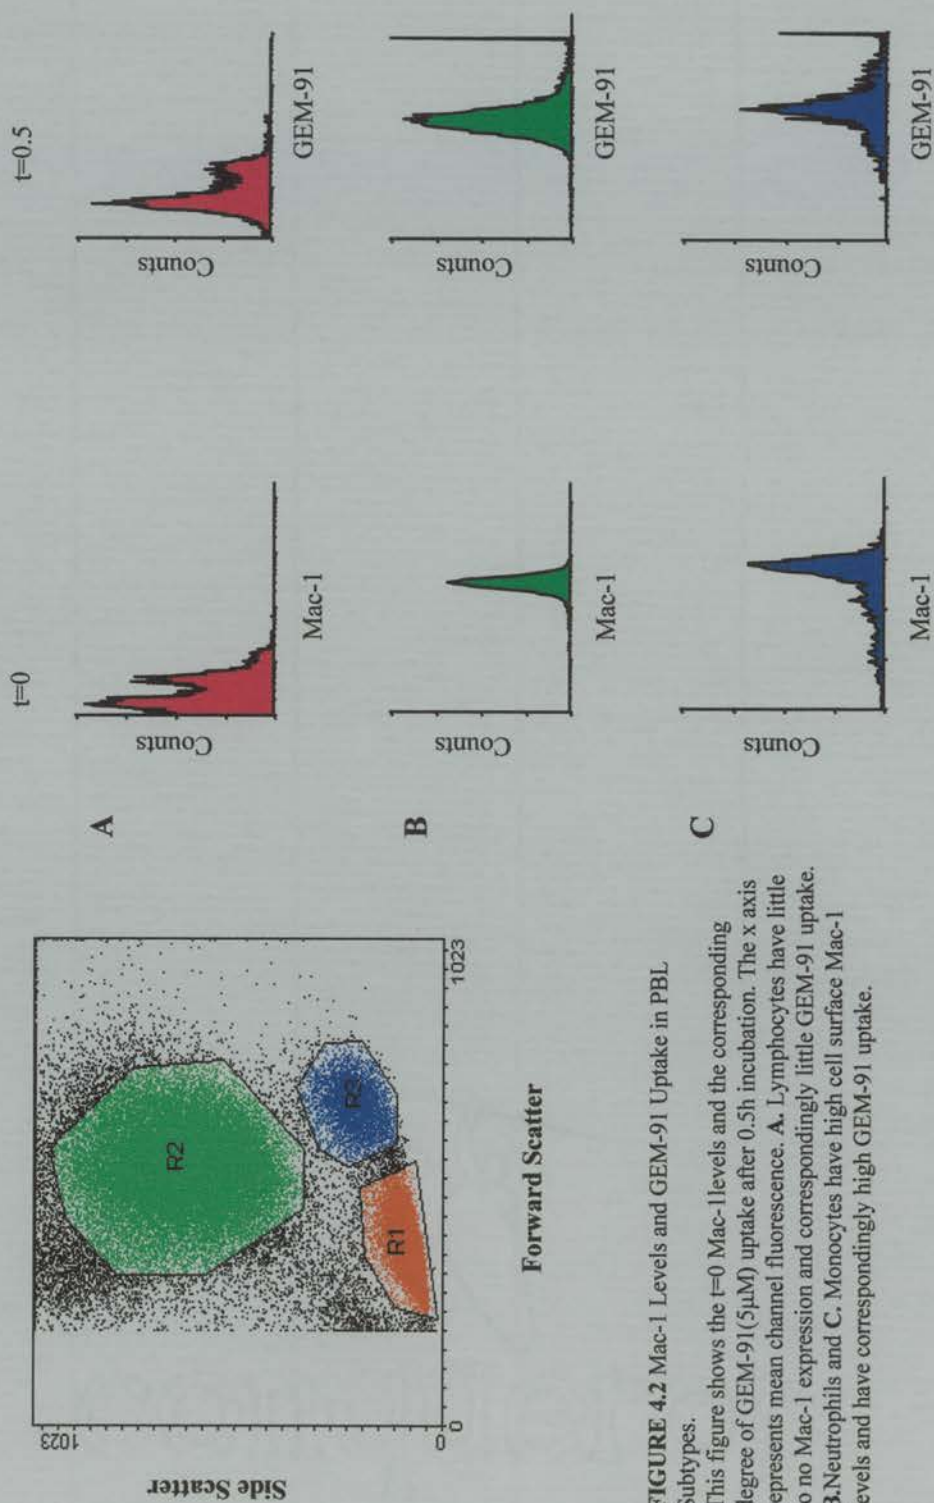 Side Scatter
1023
0
R2
R3
R1
0
1023
Forward Scatter
t=0
t=0.5
A
Counts
Mac-1
Counts
GEM-91
B
Mac-1
GEM-91
C
Counts
Mac-1
Counts
GEM-91
FIGURE 4.2 Mac-1 Levels and GEM-91 Uptake in PBL
Subtypes.
This figure shows the t=0 Mac-1levels and the corresponding
degree of GEM-91(5µM) uptake after 0.5h incubation. The x axis
represents mean channel fluorescence. A. Lymphocytes have little
to no Mac-1 expression and correspondingly little GEM-91 uptake.
B.Neutrophils and C. Monocytes have high cell surface Mac-1
levels and have correspondingly high GEM-91 uptake.